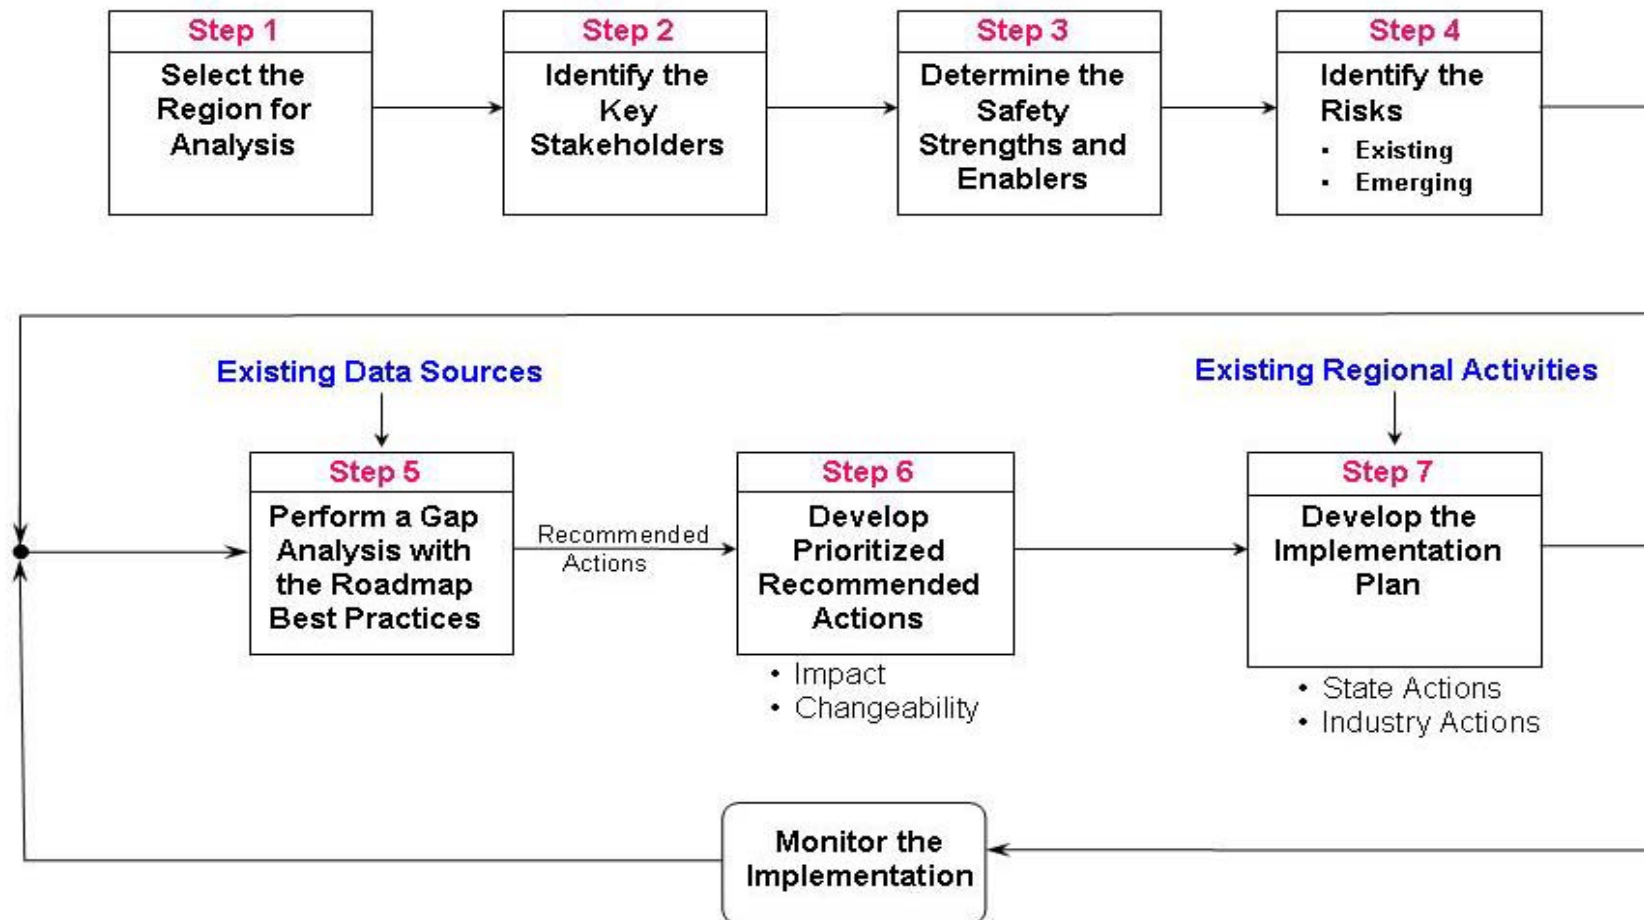 Step 1
Select the
Region for
Analysis
Step 2
Identify the
Key
Stakeholders
Step 3
Determine the
Safety
Strengths and
Enablers
Step 4
Identify the
Risks
▪ Existing
▪ Emerging
Existing Data Sources
Existing Regional Activities
Step 5
Perform a Gap
Analysis with
the Roadmap
Best Practices
Recommended
Actions
Step 6
Develop
Prioritized
Recommended
Actions
• Impact
• Changeability
Step 7
Develop the
Implementation
Plan
• State Actions
• Industry Actions
Monitor the
Implementation